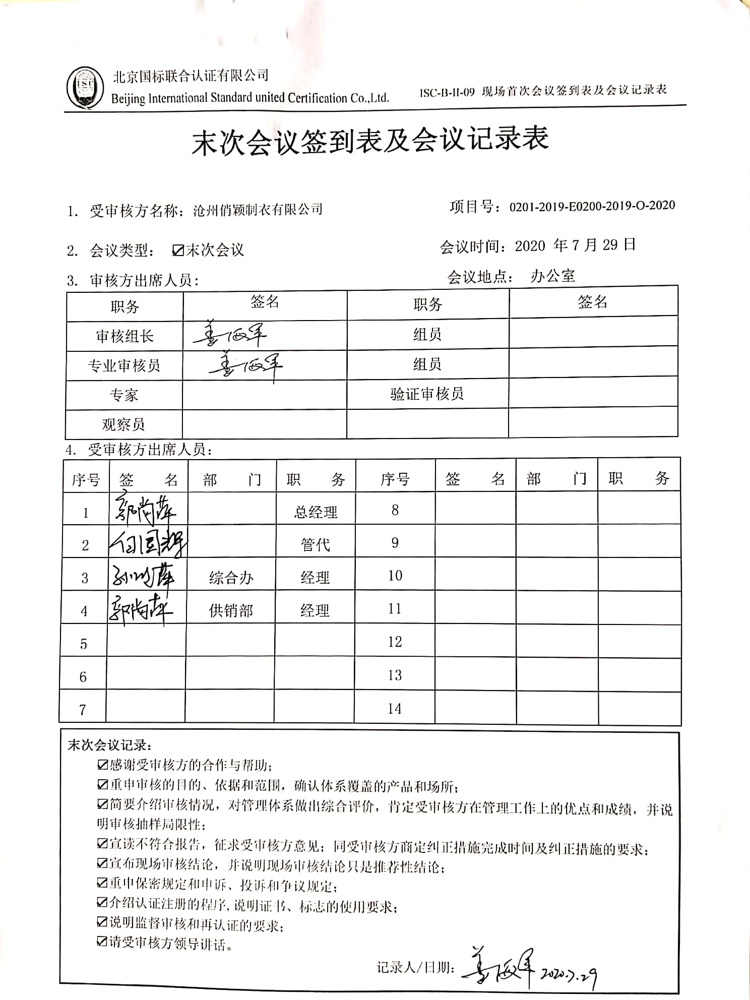 ISC
北京国标联合认证有限公司
Beijing International Standard united Certification Co.,Ltd.
ISC-B-II-09 现场首次会议签到表及会议记录表
末次会议签到表及会议记录表
1. 受审核方名称：沧州俏颖制衣有限公司 项目号：0201-2019-E0200-2019-O-2020
2. 会议类型： ☑末次会议 会议时间：2020 年 7 月 29 日
3. 审核方出席人员： 会议地点： 办公室
职务 签名 职务 签名
审核组长 姜海军 组员
专业审核员 姜海军 组员
专家 验证审核员
观察员
4. 受审核方出席人员：
序号 签 名 部 门 职 务 序号 签 名 部 门 职 务
1 郭尚萍 总经理 8
2 白国辉 管代 9
3 综合办 经理 10
4 郭尚萍 供销部 经理 11
5 12
6 13
7 14
末次会议记录：
☑感谢受审核方的合作与帮助；
☑重申审核的目的、依据和范围，确认体系覆盖的产品和场所；
☑简要介绍审核情况，对管理体系做出综合评价，肯定受审核方在管理工作上的优点和成绩，并说
明审核抽样局限性；
☑宣读不符合报告，征求受审核方意见；同受审核方商定纠正措施完成时间及纠正措施的要求；
☑宣布现场审核结论，并说明现场审核结论只是推荐性结论；
☑重申保密规定和申诉、投诉和争议规定；
☑介绍认证注册的程序,说明证书、标志的使用要求；
☑说明监督审核和再认证的要求；
☑请受审核方领导讲话。
记录人/日期：姜海军 2020.7.29